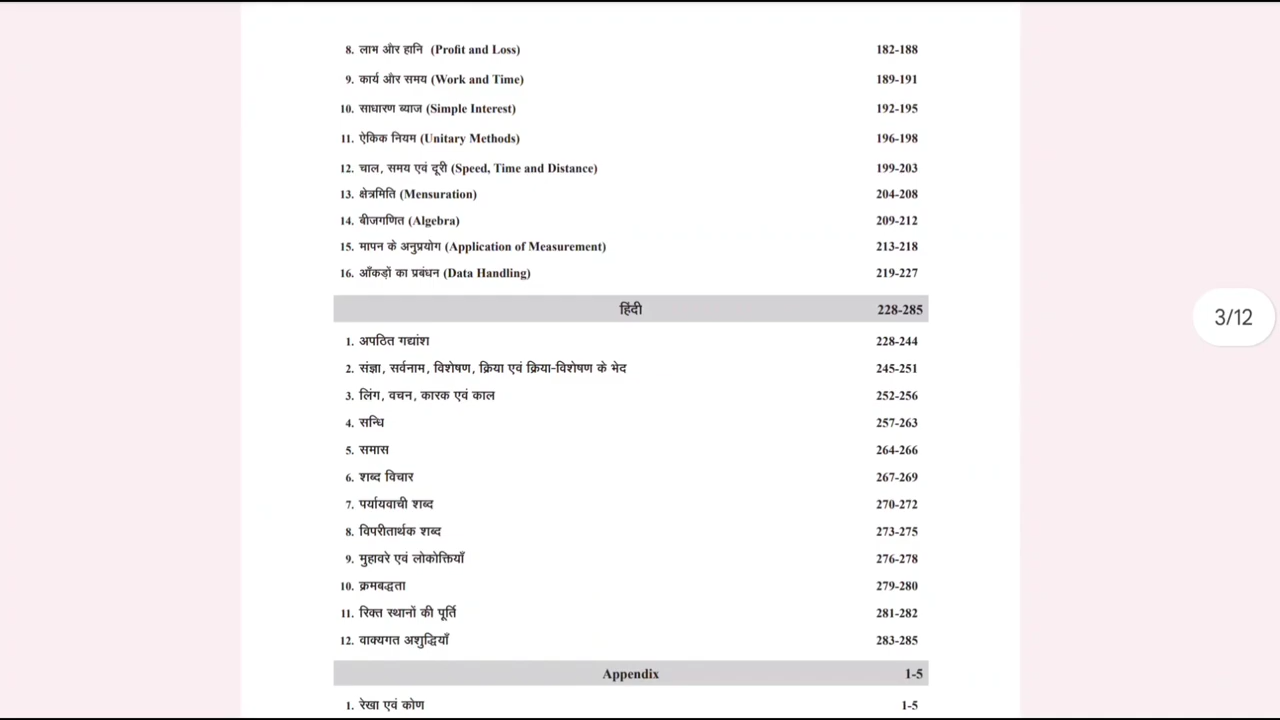 8. लाभ और हानि (Profit and Loss) 182-188
9. कार्य और समय (Work and Time) 189-191
10. साधारण ब्याज (Simple Interest) 192-195
11. ऐकिक नियम (Unitary Methods) 196-198
12. चाल, समय एवं दूरी (Speed, Time and Distance) 199-203
13. क्षेत्रमिति (Mensuration) 204-208
14. बीजगणित (Algebra) 209-212
15. मापन के अनुप्रयोग (Application of Measurement) 213-218
16. आँकड़ों का प्रबंधन (Data Handling) 219-227
हिंदी 228-285
3/12
1. अपठित गद्यांश 228-244
2. संज्ञा, सर्वनाम, विशेषण, क्रिया एवं क्रिया-विशेषण के भेद 245-251
3. लिंग, वचन, कारक एवं काल 252-256
4. सन्धि 257-263
5. समास 264-266
6. शब्द विचार 267-269
7. पर्यायवाची शब्द 270-272
8. विपरीतार्थक शब्द 273-275
9. मुहावरे एवं लोकोक्तियाँ 276-278
10. क्रमबद्धता 279-280
11. रिक्त स्थानों की पूर्ति 281-282
12. वाक्यगत अशुद्धियाँ 283-285
Appendix 1-5
1. रेखा एवं कोण 1-5